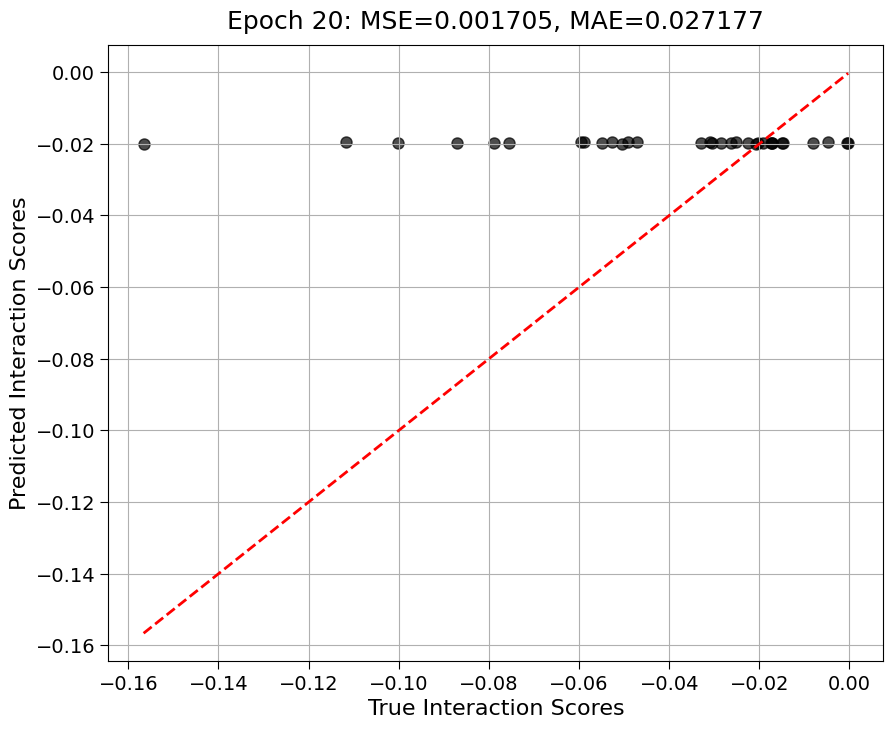 Epoch 20: MSE=0.001705, MAE=0.027177
Predicted Interaction Scores
0.00
−0.02
−0.04
−0.06
−0.08
−0.10
−0.12
−0.14
−0.16
−0.16 −0.14 −0.12 −0.10 −0.08 −0.06 −0.04 −0.02 0.00
True Interaction Scores